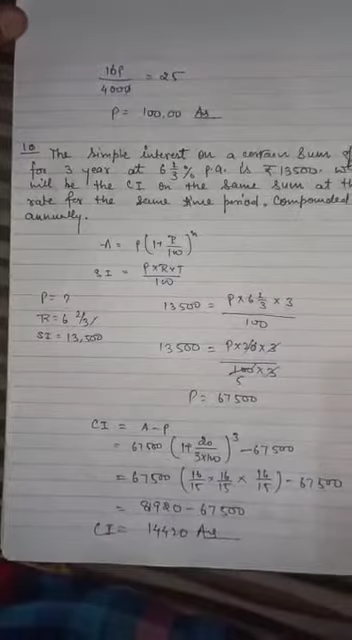 16P/4000 = 25
P = 100,00 Ans
10 The simple interest on a certain sum of
for 3 year at 6 2/3 % p.a. is ₹ 13500. w
will be the CI on the same sum at th
rate for the same time period. Compounded
annually.
A = P(1+ r/100)^n
SI = P×R×T/100
P = ?
R = 6 2/3 /
SI = 13,500
13500 = P×6 2/3 × 3/100
13500 = P×20×3/100×3
5
P = 67500
CI = A-P
= 67500 (1+ 20/3×100)^3 - 67500
= 67500 (16/15 × 16/15 × 16/15) - 67500
= 81920 - 67500
CI = 14420 Ans